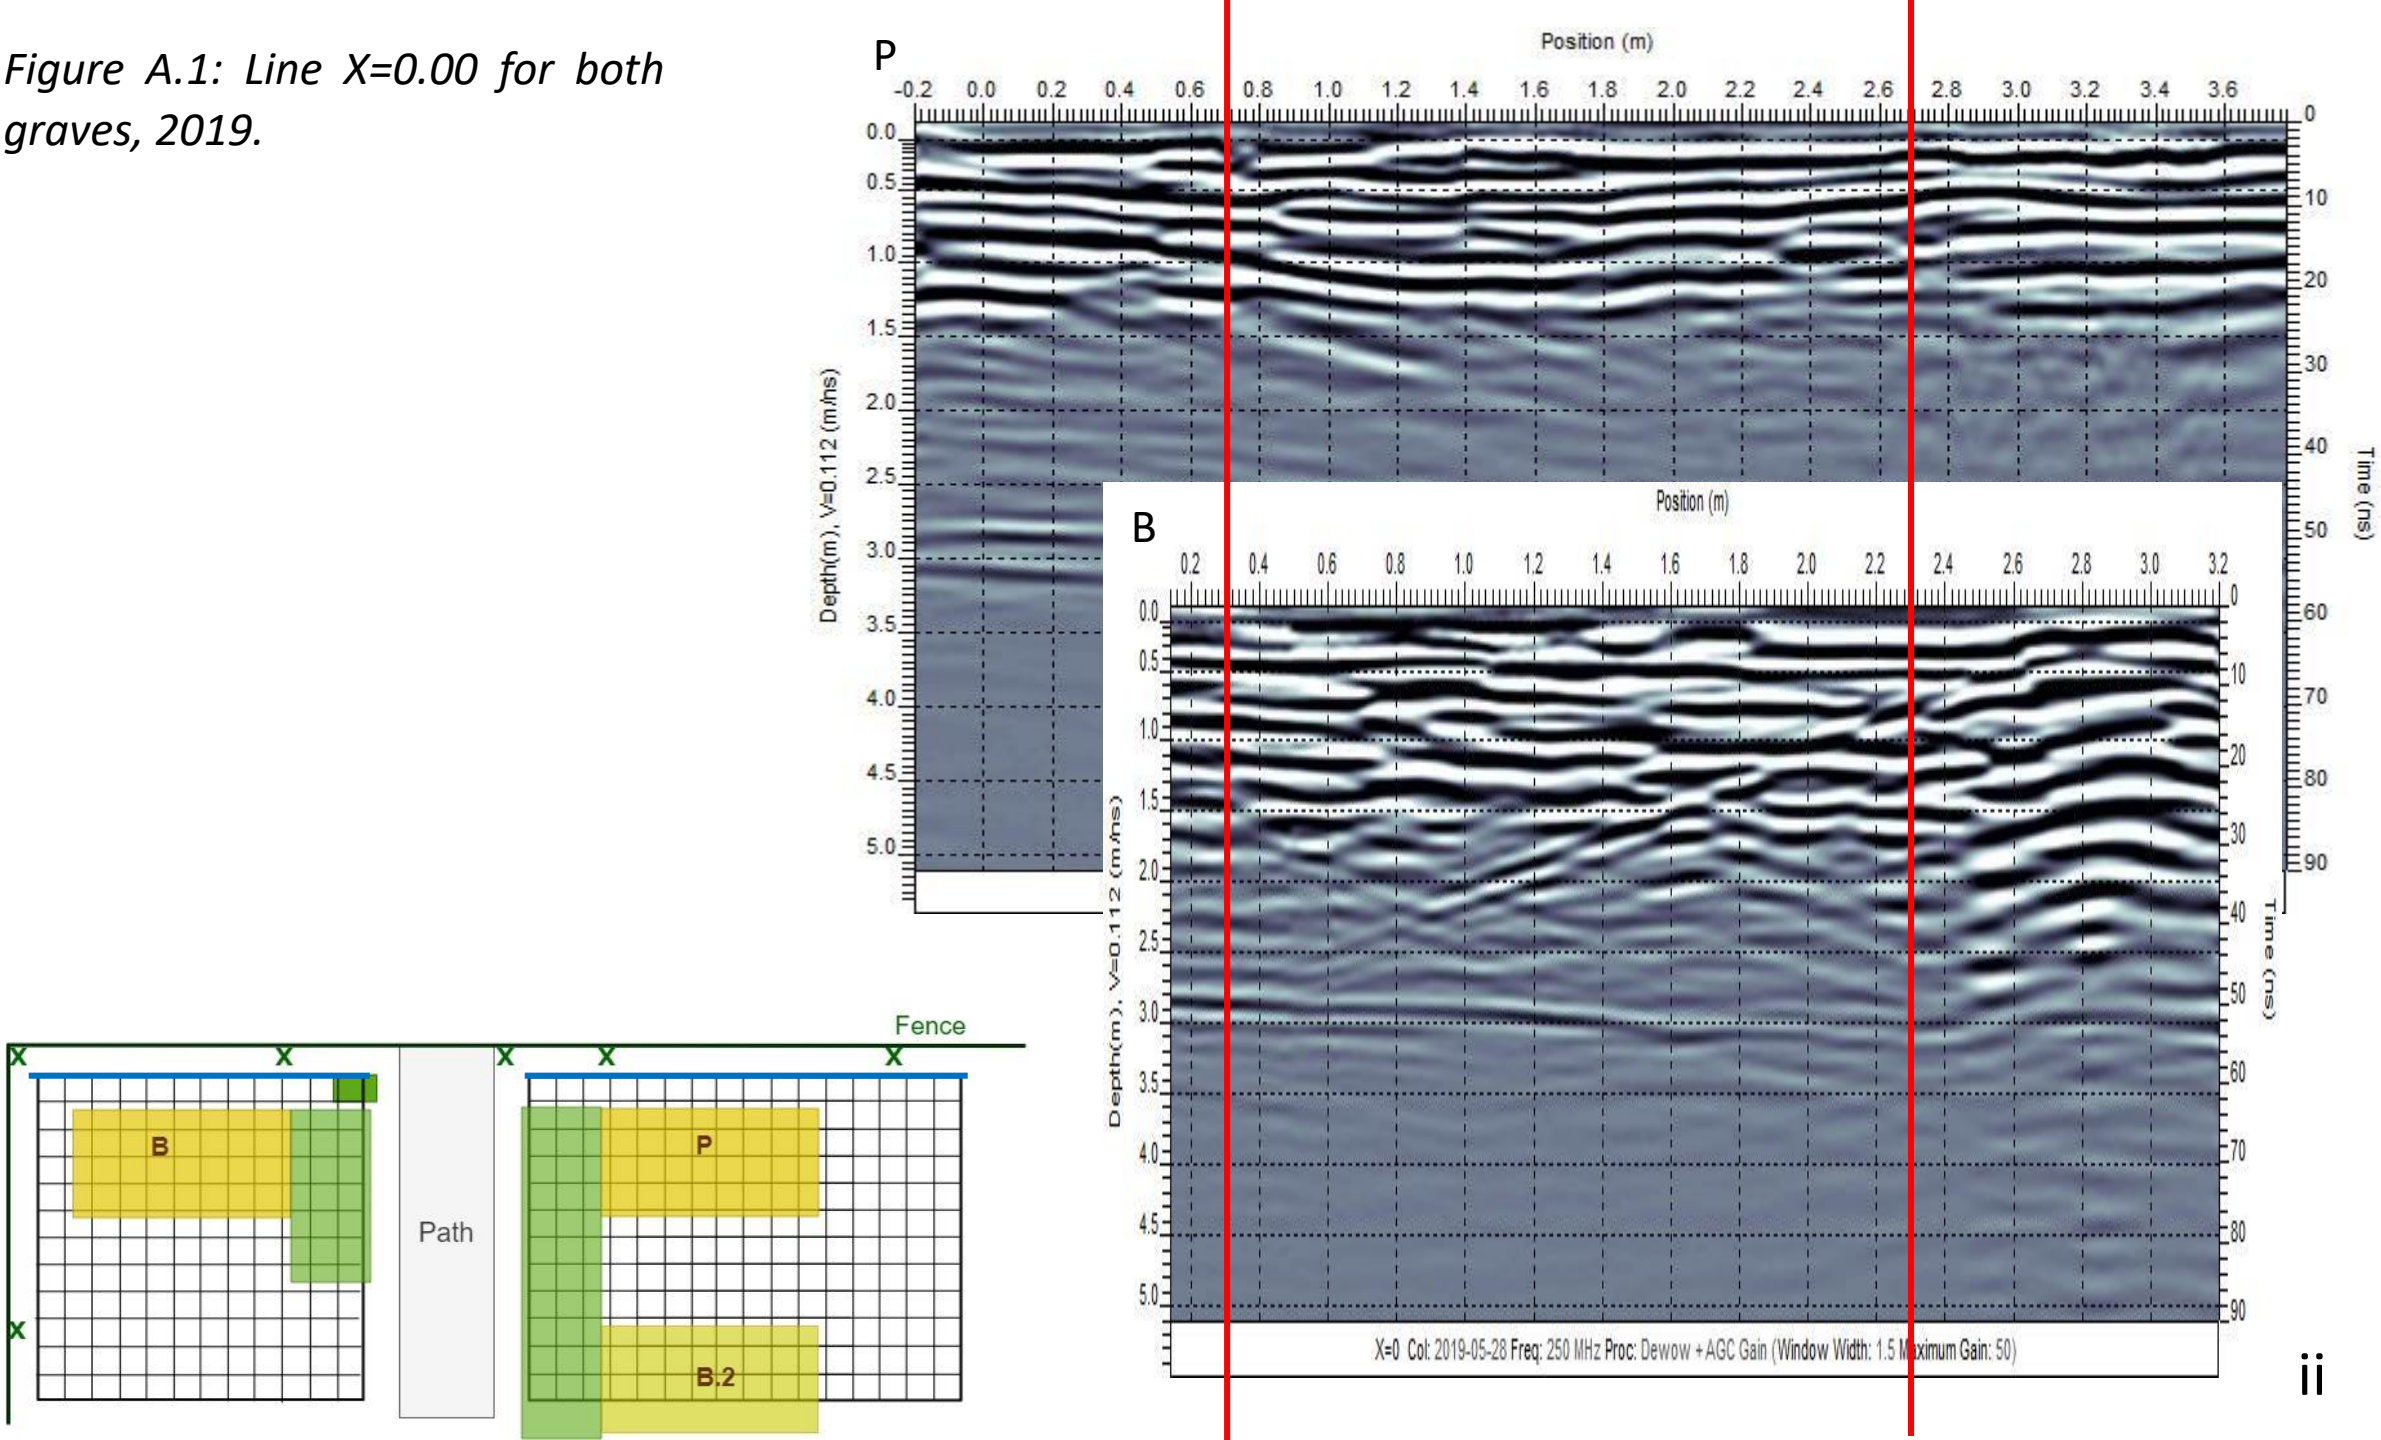 Figure A.1: Line X=0.00 for both
graves, 2019.
P
Position (m)
-0.2 0.0 0.2 0.4 0.6 0.8 1.0 1.2 1.4 1.6 1.8 2.0 2.2 2.4 2.6 2.8 3.0 3.2 3.4 3.6
0.0
0.5
1.0
1.5
2.0
2.5
3.0
3.5
4.0
4.5
5.0
Depth(m), V=0.112 (m/ns)
0
10
20
30
40
50
60
70
80
90
Time (ns)
B
Position (m)
0.2 0.4 0.6 0.8 1.0 1.2 1.4 1.6 1.8 2.0 2.2 2.4 2.6 2.8 3.0 3.2
0.0
0.5
1.0
1.5
2.0
2.5
3.0
3.5
4.0
4.5
5.0
Depth(m), V=0.112 (m/ns)
0
10
20
30
40
50
60
70
80
90
Time (ns)
X=0 Col: 2019-05-28 Freq: 250 MHz Proc: Dewow +AGC Gain (Window Width: 1.5 Maximum Gain: 50)
Fence
X X X X X
B
P
Path
X
B.2
ii